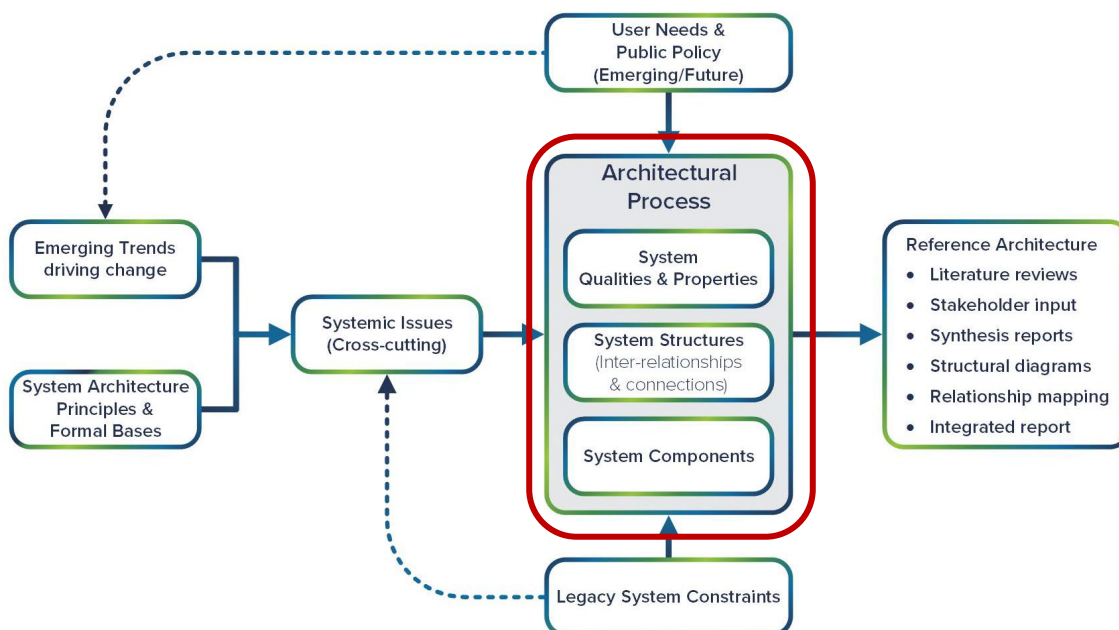 User Needs &
Public Policy
(Emerging/Future)
Architectural
Process
Emerging Trends
driving change
System
Qualities & Properties
Reference Architecture
• Literature reviews
• Stakeholder input
• Synthesis reports
• Structural diagrams
• Relationship mapping
• Integrated report
Systemic Issues
(Cross-cutting)
System Structures
(Inter-relationships
& connections)
System Architecture
Principles &
Formal Bases
System Components
Legacy System Constraints